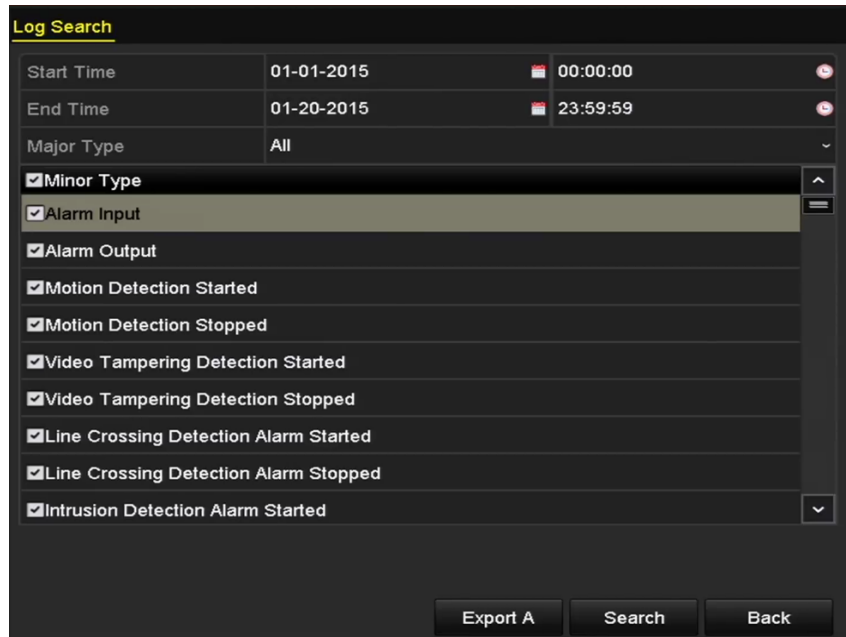 Log Search
Start Time 01-01-2015 00:00:00
End Time 01-20-2015 23:59:59
Major Type All
Minor Type
Alarm Input
Alarm Output
Motion Detection Started
Motion Detection Stopped
Video Tampering Detection Started
Video Tampering Detection Stopped
Line Crossing Detection Alarm Started
Line Crossing Detection Alarm Stopped
Intrusion Detection Alarm Started
Export A Search Back